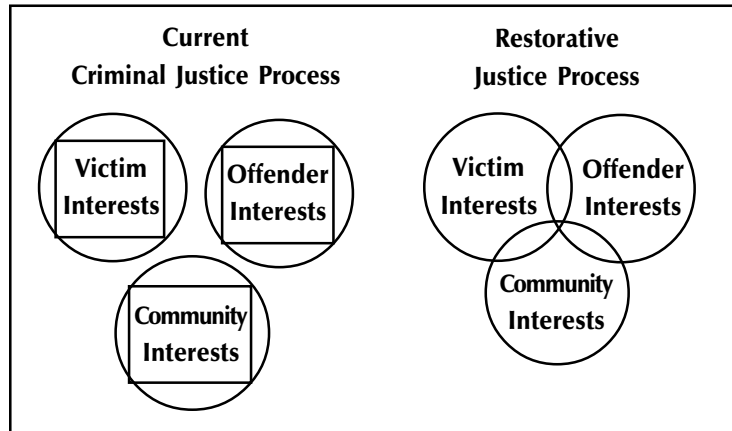 Current
Criminal Justice Process
Victim
Interests
Offender
Interests
Community
Interests
Restorative
Justice Process
Victim
Interests
Offender
Interests
Community
Interests